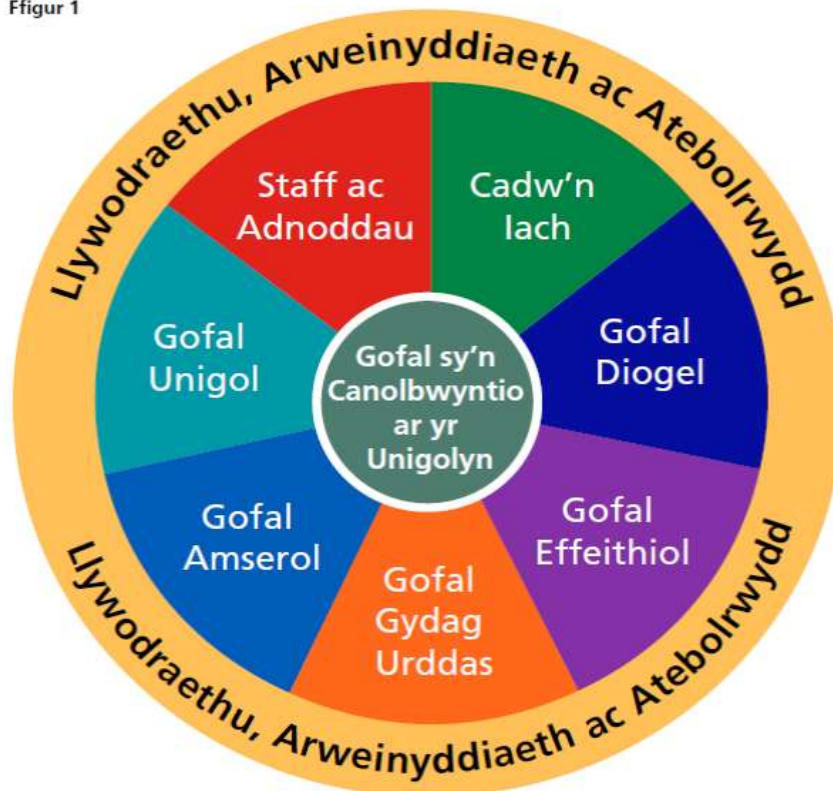 Ffigur 1
Llywodraethu, Arweinyddiaeth ac Atebolrwydd
Staff ac
Adnoddau
Cadw'n
Iach
Gofal
Unigol
Gofal
Diogel
Gofal sy'n
Canolbwyntio
ar yr
Unigolyn
Gofal
Amserol
Gofal
Effeithiol
Gofal
Gydag
Urddas
Llywodraethu, Arweinyddiaeth ac Atebolrwydd